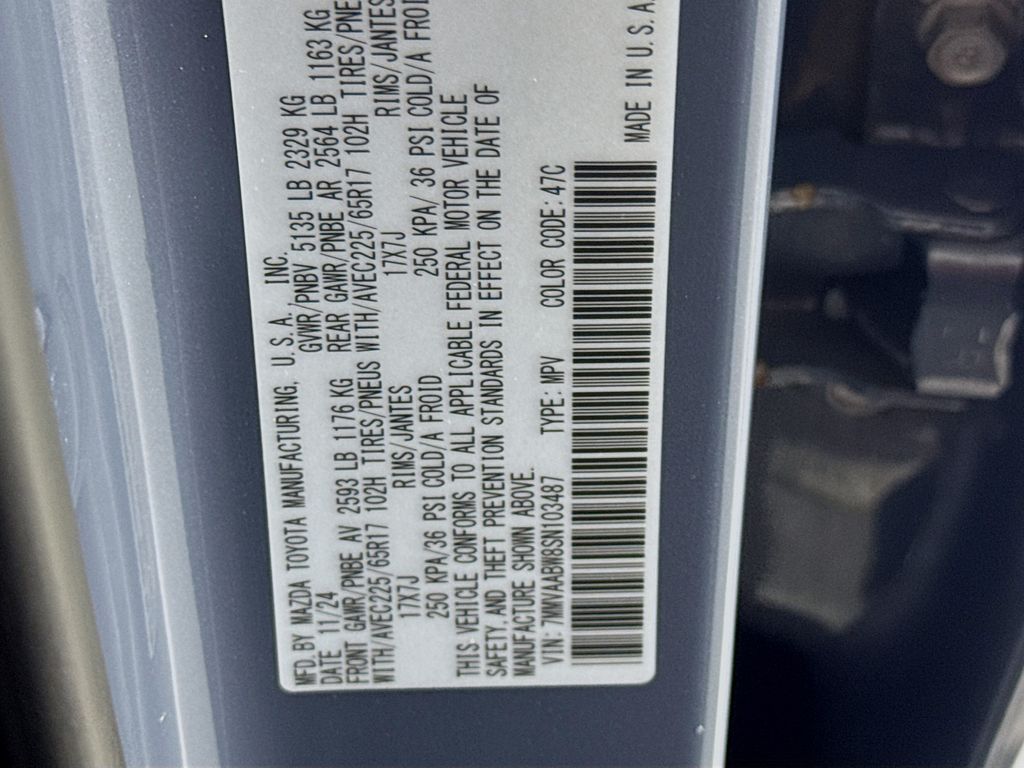 MFD. BY MAZDA TOYOTA MANUFACTURING, U.S.A., INC.
DATE 11/24 GVWR/PNBV 5135 LB 2329 KG
FRONT GAWR/PNBE AV 2593 LB 1176 KG REAR GAWR/PNBE AR 2564 LB 1163 KG
WITH/AVEC225/65R17 102H TIRES/PNEUS WITH/AVEC225/65R17 102H TIRES/PNE
17X7J RIMS/JANTES 17X7J RIMS/JANTES
250 KPA/36 PSI COLD/A FROID 250 KPA/ 36 PSI COLD/A FROI
THIS VEHICLE CONFORMS TO ALL APPLICABLE FEDERAL MOTOR VEHICLE
SAFETY, AND THEFT PREVENTION STANDARDS IN EFFECT ON THE DATE OF
MANUFACTURE SHOWN ABOVE.
VIN: 7MMVAABW8SN103487 TYPE: MPV COLOR CODE: 47C
MADE IN U.S.A.